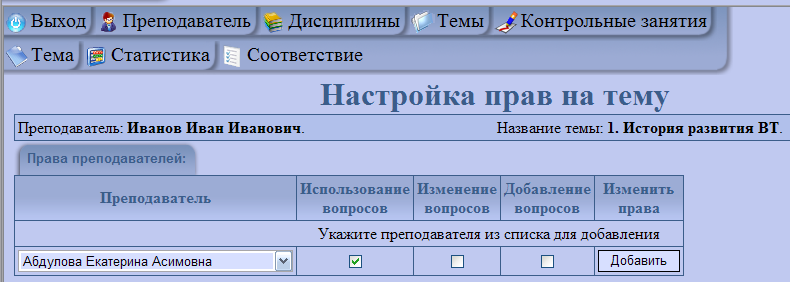 Выход Преподаватель Дисциплины Темы Контрольные занятия
Тема Статистика Соответствие
Настройка прав на тему
Преподаватель: Иванов Иван Иванович. Название темы: 1. История развития ВТ.
Права преподавателей:
Преподаватель Использование вопросов Изменение вопросов Добавление вопросов Изменить права
Укажите преподавателя из списка для добавления
Абдулова Екатерина Асимовна Добавить